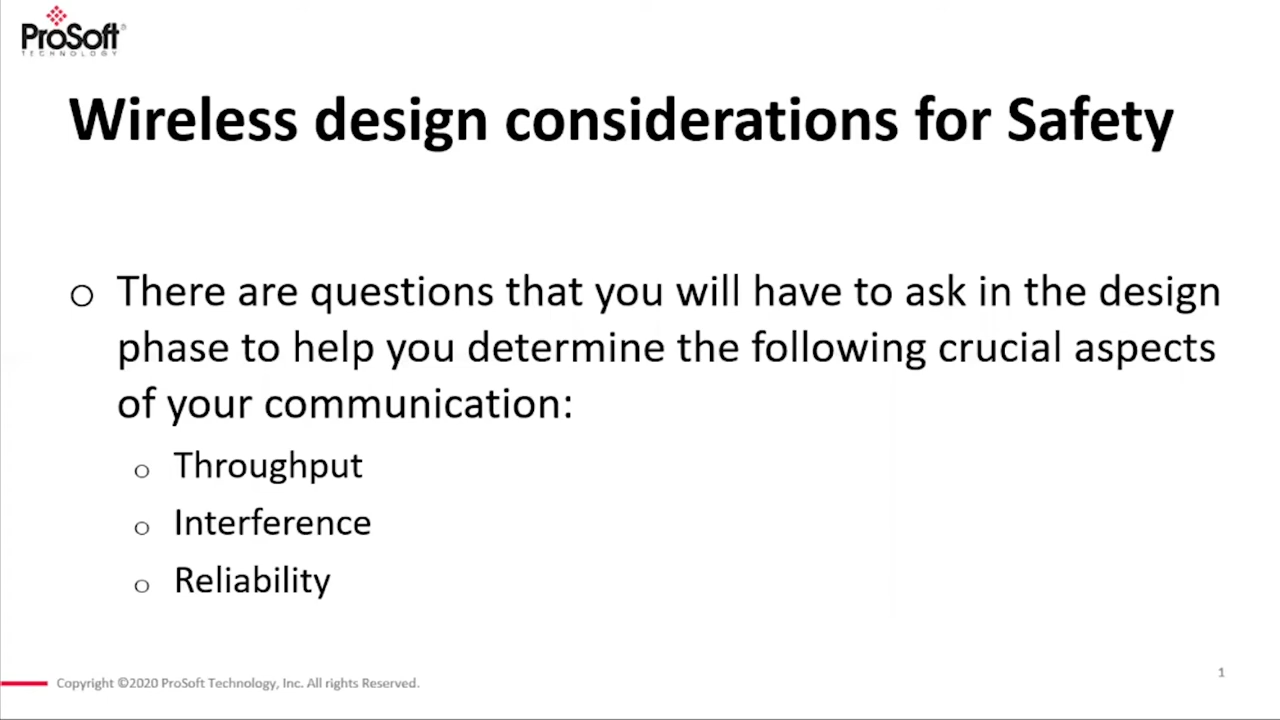 ProSoft
TECHNOLOGY
Wireless design considerations for Safety
o There are questions that you will have to ask in the design
phase to help you determine the following crucial aspects
of your communication:
o Throughput
o Interference
o Reliability
Copyright ©2020 ProSoft Technology, Inc. All rights Reserved.
1